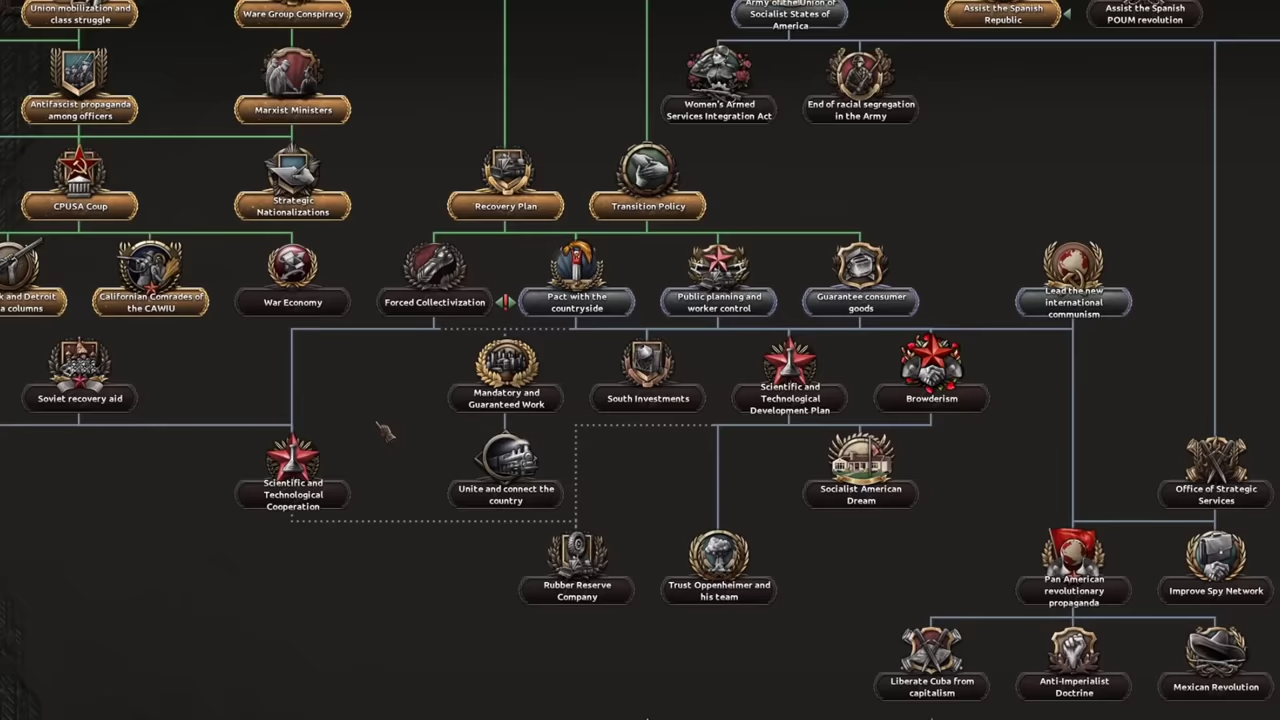 Union mobilization and
class struggle
Ware Group Conspiracy
Army of the Union of
Socialist States of
America
Assist the Spanish
Republic
Assist the Spanish
POUM revolution
Antifascist propaganda
among officers
Marxist Ministers
Women's Armed
Services Integration Act
End of racial segregation
in the Army
CPUSA Coup
Strategic
Nationalizations
Recovery Plan
Transition Policy
k and Detroit
a columns
Californian Comrades of
the CAWIU
War Economy
Forced Collectivization
Pact with the
countryside
Public planning and
worker control
Guarantee consumer
goods
Lead the new
international
communism
Soviet recovery aid
Mandatory and
Guaranteed Work
South Investments
Scientific and
Technological
Development Plan
Browderism
Scientific and
Technological
Cooperation
Unite and connect the
country
Socialist American
Dream
Office of Strategic
Services
Rubber Reserve
Company
Trust Oppenheimer and
his team
Pan American
revolutionary
propaganda
Improve Spy Network
Liberate Cuba from
capitalism
Anti-Imperialist
Doctrine
Mexican Revolution